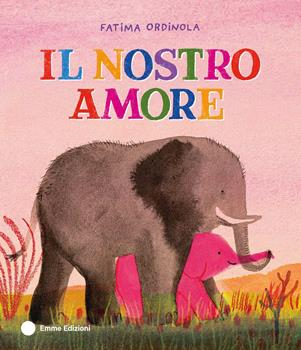 FATIMA ORDINOLA
IL NOSTRO
AMORE
Emme Edizioni